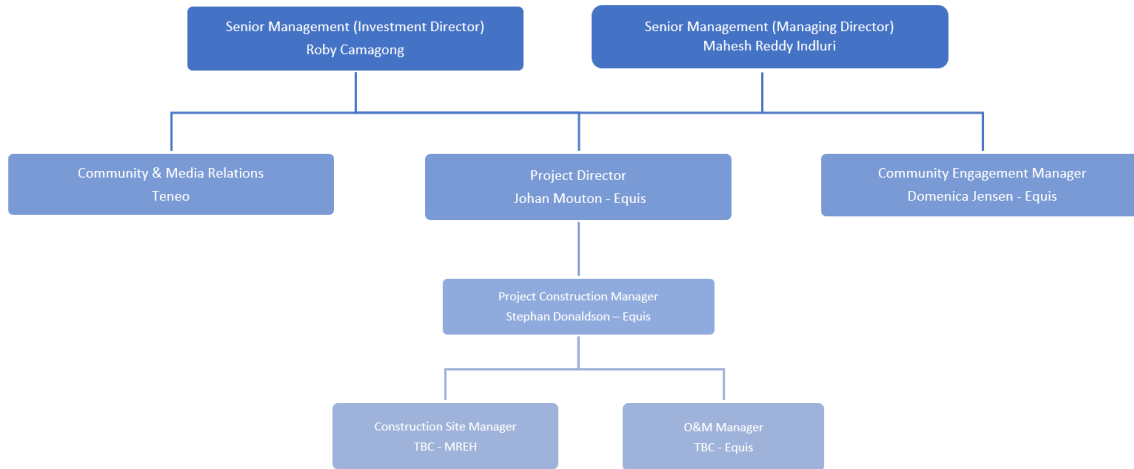 Senior Management (Investment Director)
Roby Camagong
Senior Management (Managing Director)
Mahesh Reddy Indluri
Community & Media Relations
Teneo
Project Director
Johan Mouton - Equis
Community Engagement Manager
Domenica Jensen - Equis
Project Construction Manager
Stephan Donaldson – Equis
Construction Site Manager
TBC - MREH
O&M Manager
TBC - Equis